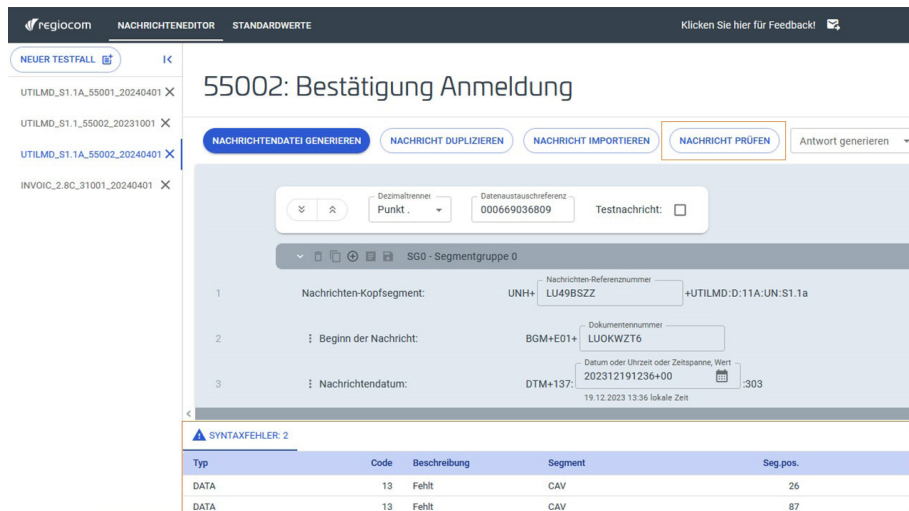 regiocom NACHRICHTENEDITOR STANDARDWERTE Klicken Sie hier für Feedback!
NEUER TESTFALL
UTILMD_S1.1A_55001_20240401
UTILMD_S1.1_55002_20231001
UTILMD_S1.1A_55002_20240401
INVOIC_2.8C_31001_20240401
55002: Bestätigung Anmeldung
NACHRICHTENDATEI GENERIEREN NACHRICHT DUPLIZIEREN NACHRICHT IMPORTIEREN NACHRICHT PRÜFEN Antwort generieren
Dezimaltrenner Datenaustauschreferenz
Punkt . 000669036809 Testnachricht:
SG0 - Segmentgruppe 0
Nachrichten-Referenznummer
1 Nachrichten-Kopfsegment: UNH+ LU49BSZZ +UTILMD:D:11A:UN:S1.1a
Dokumentennummer
2 Beginn der Nachricht: BGM+E01+ LUOKWZT6
Datum oder Uhrzeit oder Zeitspanne, Wert
3 Nachrichtendatum: DTM+137: 202312191236+00 :303
19.12.2023 13:36 lokale Zeit
SYNTAXFEHLER: 2
Typ Code Beschreibung Segment Seg.pos.
DATA 13 Fehlt CAV 26
DATA 13 Fehlt CAV 87